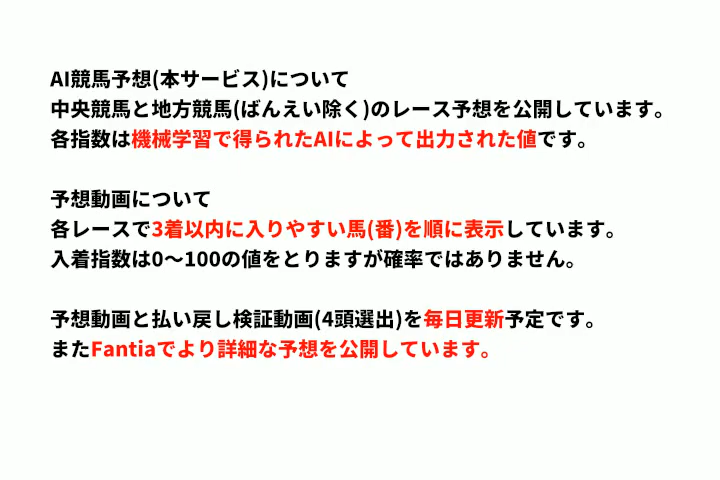 AI競馬予想(本サービス)について
中央競馬と地方競馬(ばんえい除く)のレース予想を公開しています。
各指数は機械学習で得られたAIによって出力された値です。
予想動画について
各レースで3着以内に入りやすい馬(番)を順に表示しています。
入着指数は0〜100の値をとりますが確率ではありません。
予想動画と払い戻し検証動画(4頭選出)を毎日更新予定です。
またFantiaでより詳細な予想を公開しています。